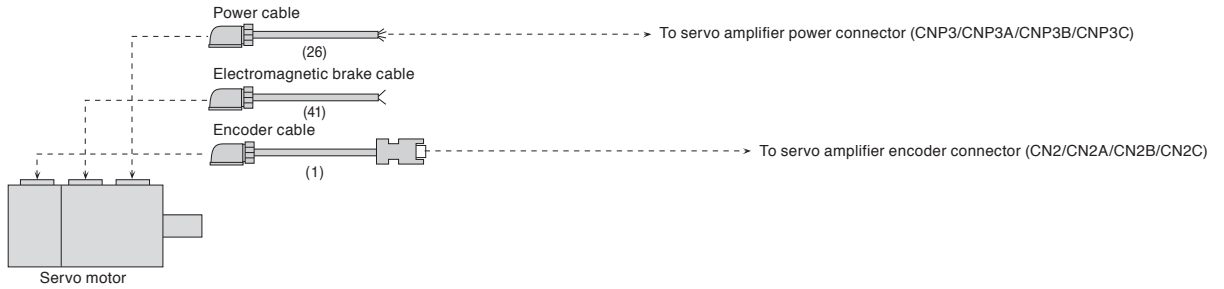 Power cable
To servo amplifier power connector (CNP3/CNP3A/CNP3B/CNP3C)
(26)
Electromagnetic brake cable
(41)
Encoder cable
To servo amplifier encoder connector (CN2/CN2A/CN2B/CN2C)
(1)
Servo motor